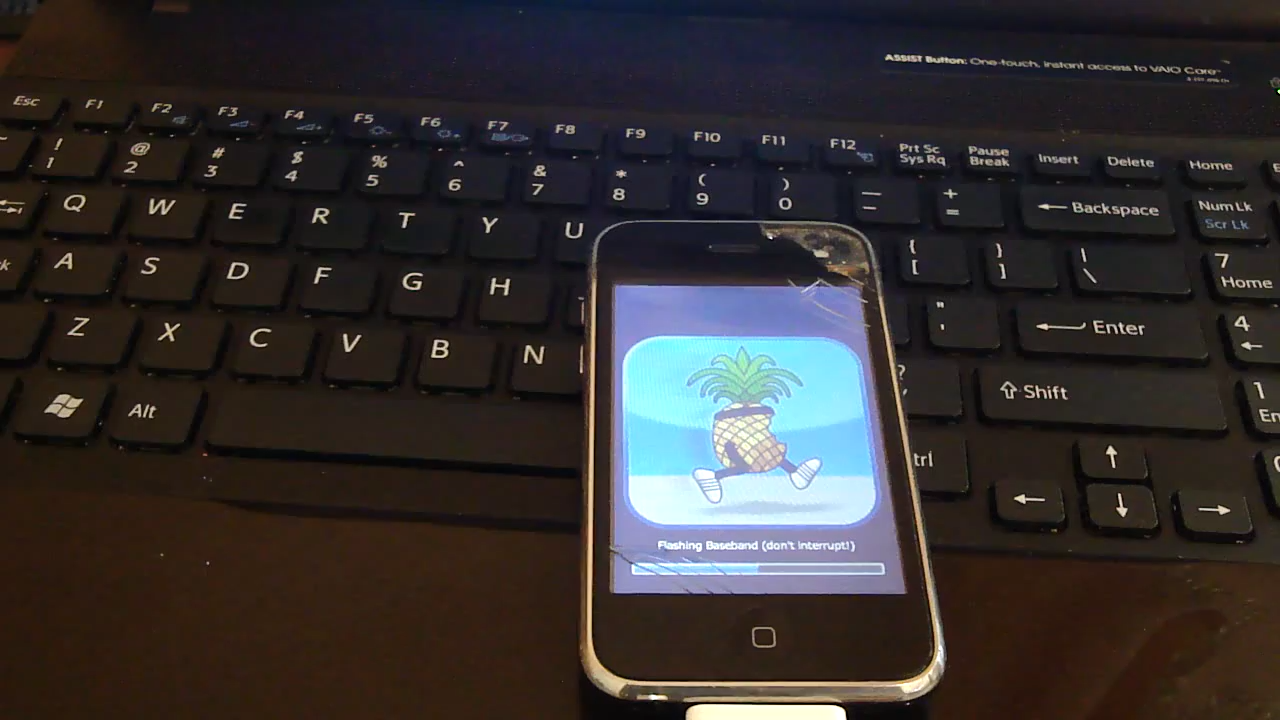 ASSIST Button: One-touch, instant access to VAIO Care™
Esc F1 F2 F3 F4 F5 F6 F7 F8 F9 F10 F11 F12 Prt Sc Sys Rq Pause Break Insert Delete Home
! 1 @ 2 # 3 $ 4 % 5 ^ 6 & 7 * 8 ( 9 ) 0 — - + = Backspace Num Lk Scr Lk
Q W E R T Y U { [ } ] | \ 7 Home
A S D F G H " ' Enter 4
Z X C V B N ? Shift 1
Alt
Flashing Baseband (don't interrupt!)